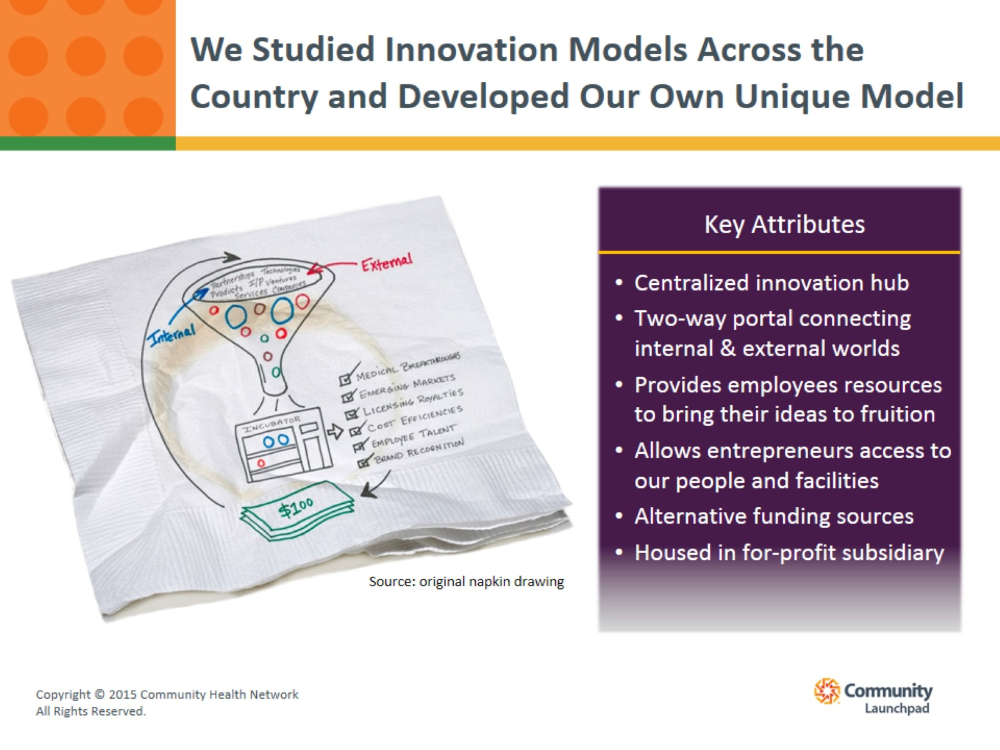 We Studied Innovation Models Across the
Country and Developed Our Own Unique Model
External
Partnerships Technologies
Products I/P Ventures
Services Companies
Internal
INCUBATOR
MEDICAL BREAKTHROUGHS
EMERGING MARKETS
LICENSING ROYALTIES
COST EFFICIENCIES
EMPLOYEE TALENT
BRAND RECOGNITION
$100
Source: original napkin drawing
Key Attributes
• Centralized innovation hub
• Two-way portal connecting
internal & external worlds
• Provides employees resources
to bring their ideas to fruition
• Allows entrepreneurs access to
our people and facilities
• Alternative funding sources
• Housed in for-profit subsidiary
Copyright © 2015 Community Health Network
All Rights Reserved.
Community
Launchpad